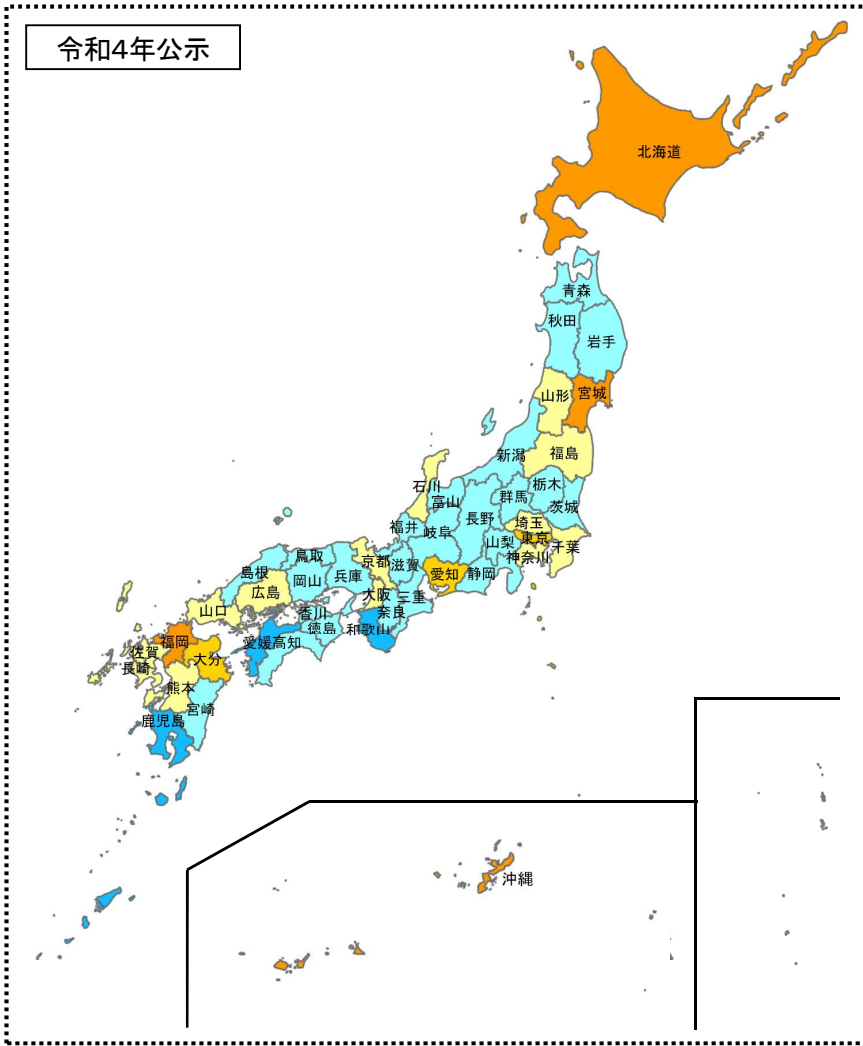 令和4年公示
北海道
青森
秋田
岩手
山形
宮城
新潟
福島
石川
富山
群馬
栃木
茨城
福井
岐阜
長野
埼玉
山梨
東京
神奈川
千葉
島根
鳥取
岡山
兵庫
京都
滋賀
愛知
静岡
山口
広島
大阪
三重
奈良
香川
徳島
和歌山
愛媛
高知
福岡
佐賀
長崎
大分
熊本
宮崎
鹿児島
沖縄